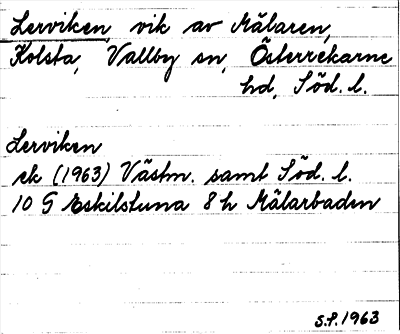 Lerviken, vik av Mälaren,
Kolsta, Vallby sn, Österrekarne
hd, Söd. l.
Lerviken
ek (1963) Västm. samt Söd. l.
10 G Eskilstuna 8 h Mälarbaden
S.P. 1963